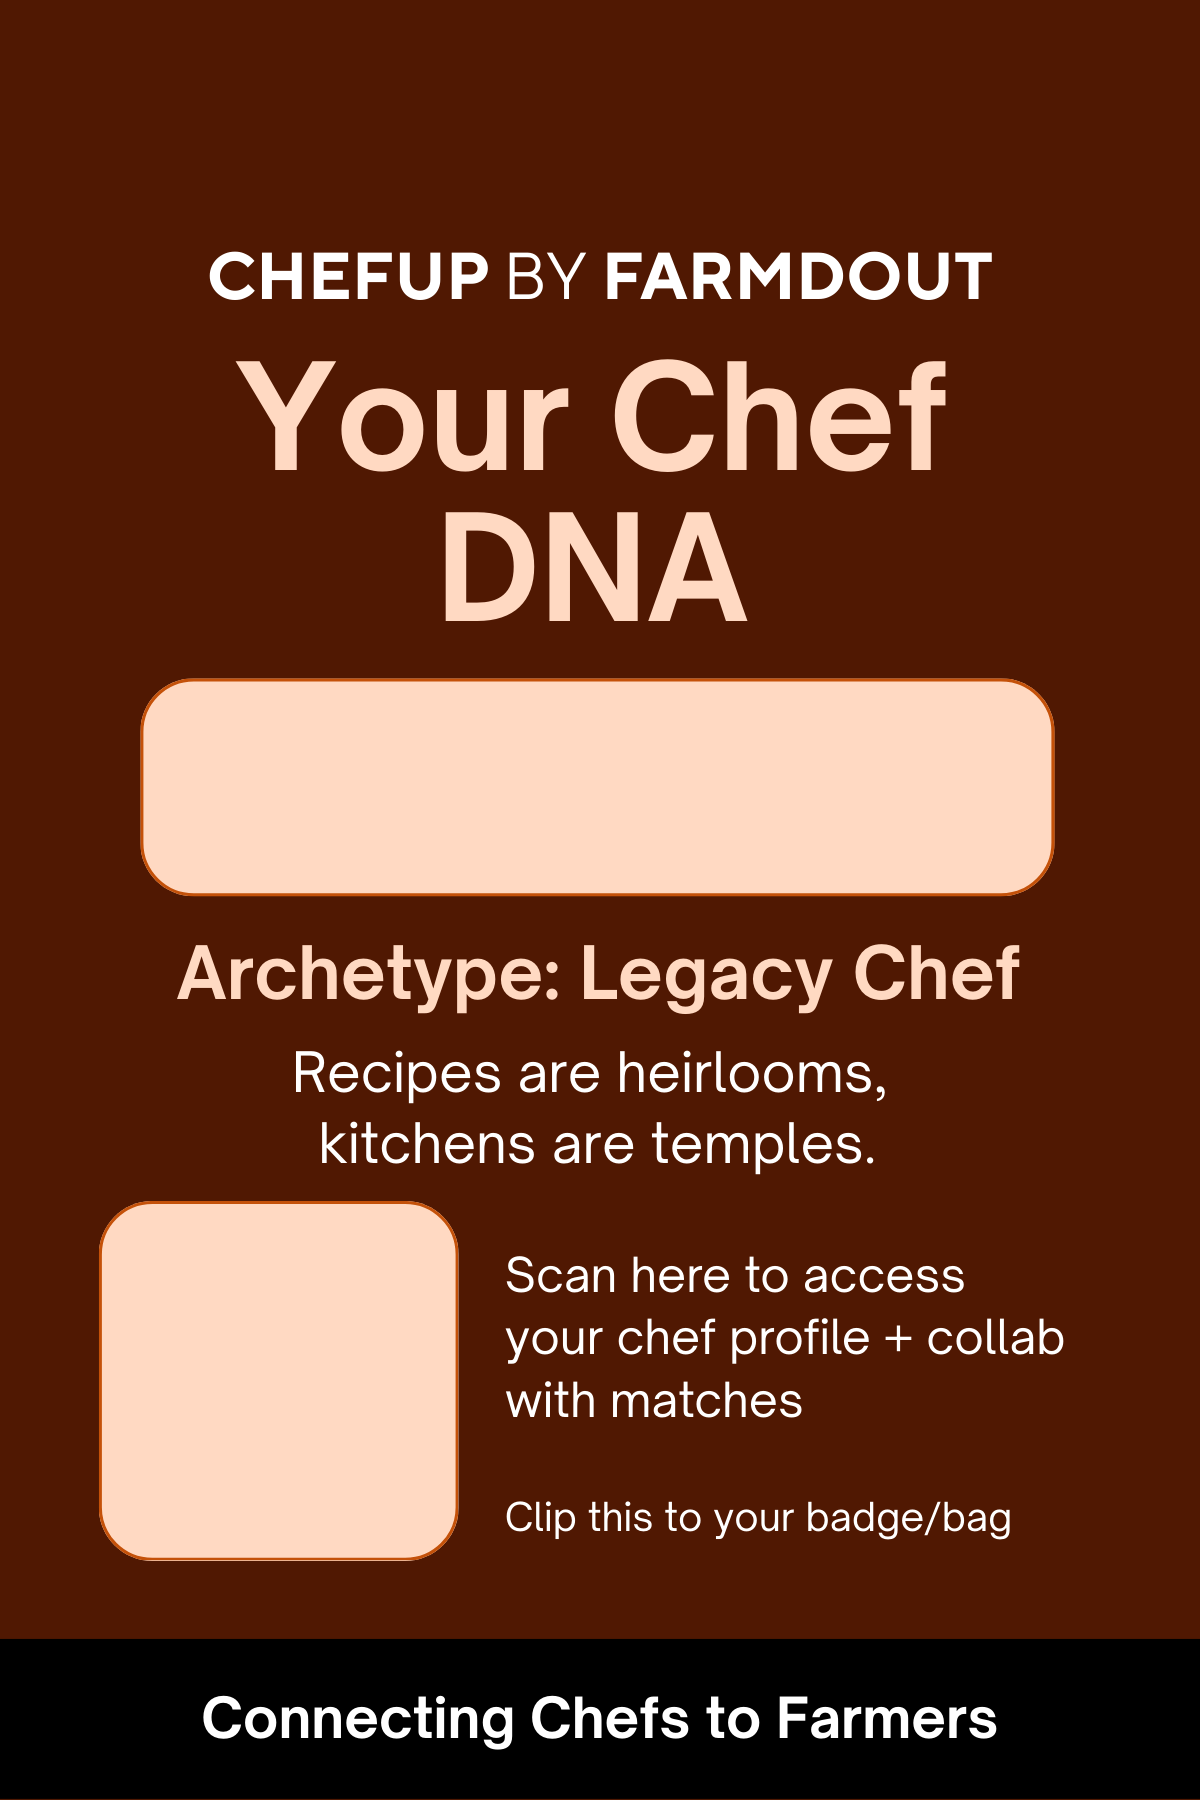 CHEFUP BY FARMDOUT
Your Chef
DNA
Archetype: Legacy Chef
Recipes are heirlooms,
kitchens are temples.
Scan here to access
your chef profile + collab
with matches
Clip this to your badge/bag
Connecting Chefs to Farmers